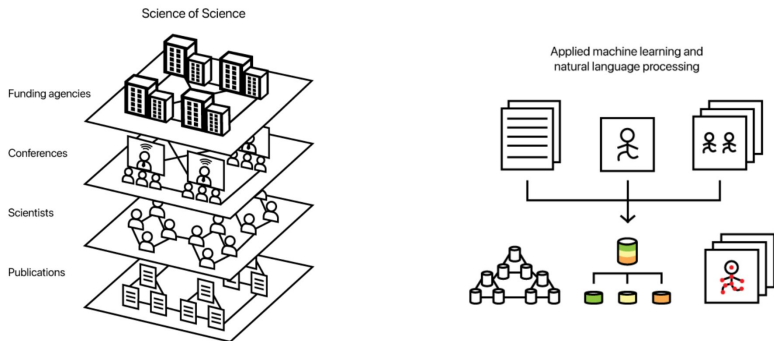 Science of Science
Funding agencies
Conferences
Scientists
Publications
Applied machine learning and
natural language processing